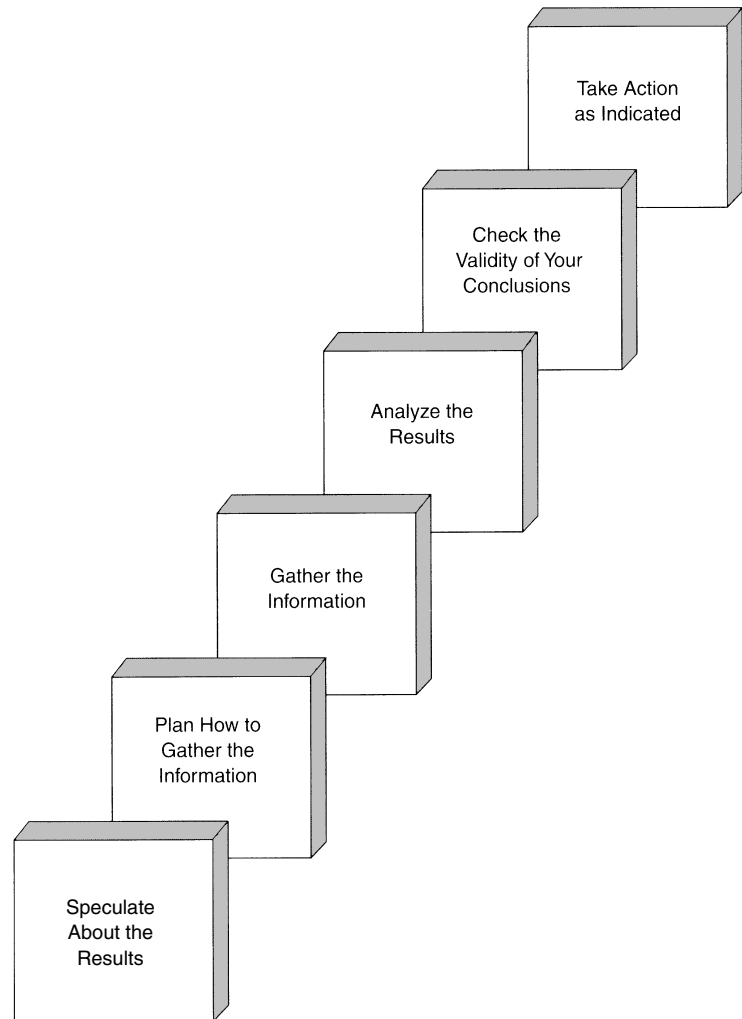 Take Action
as Indicated
Check the
Validity of Your
Conclusions
Analyze the
Results
Gather the
Information
Plan How to
Gather the
Information
Speculate
About the
Results